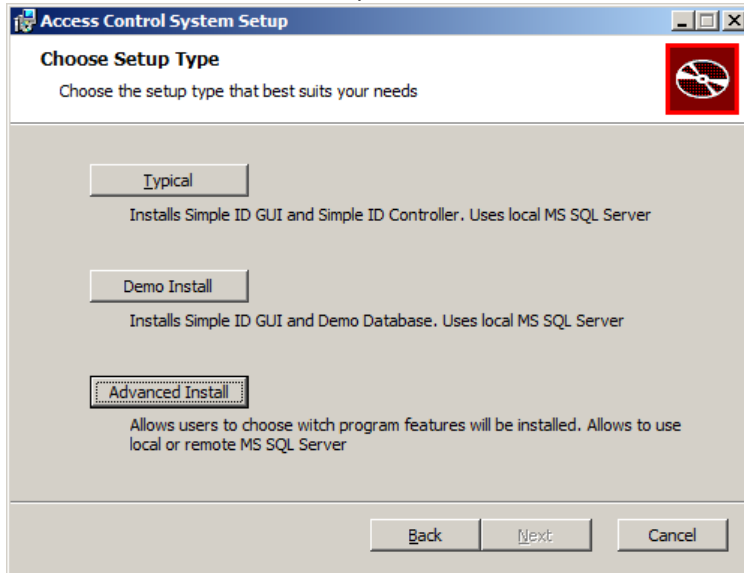 Access Control System Setup
Choose Setup Type
Choose the setup type that best suits your needs
Typical
Installs Simple ID GUI and Simple ID Controller. Uses local MS SQL Server
Demo Install
Installs Simple ID GUI and Demo Database. Uses local MS SQL Server
Advanced Install
Allows users to choose witch program features will be installed. Allows to use
local or remote MS SQL Server
Back Next Cancel